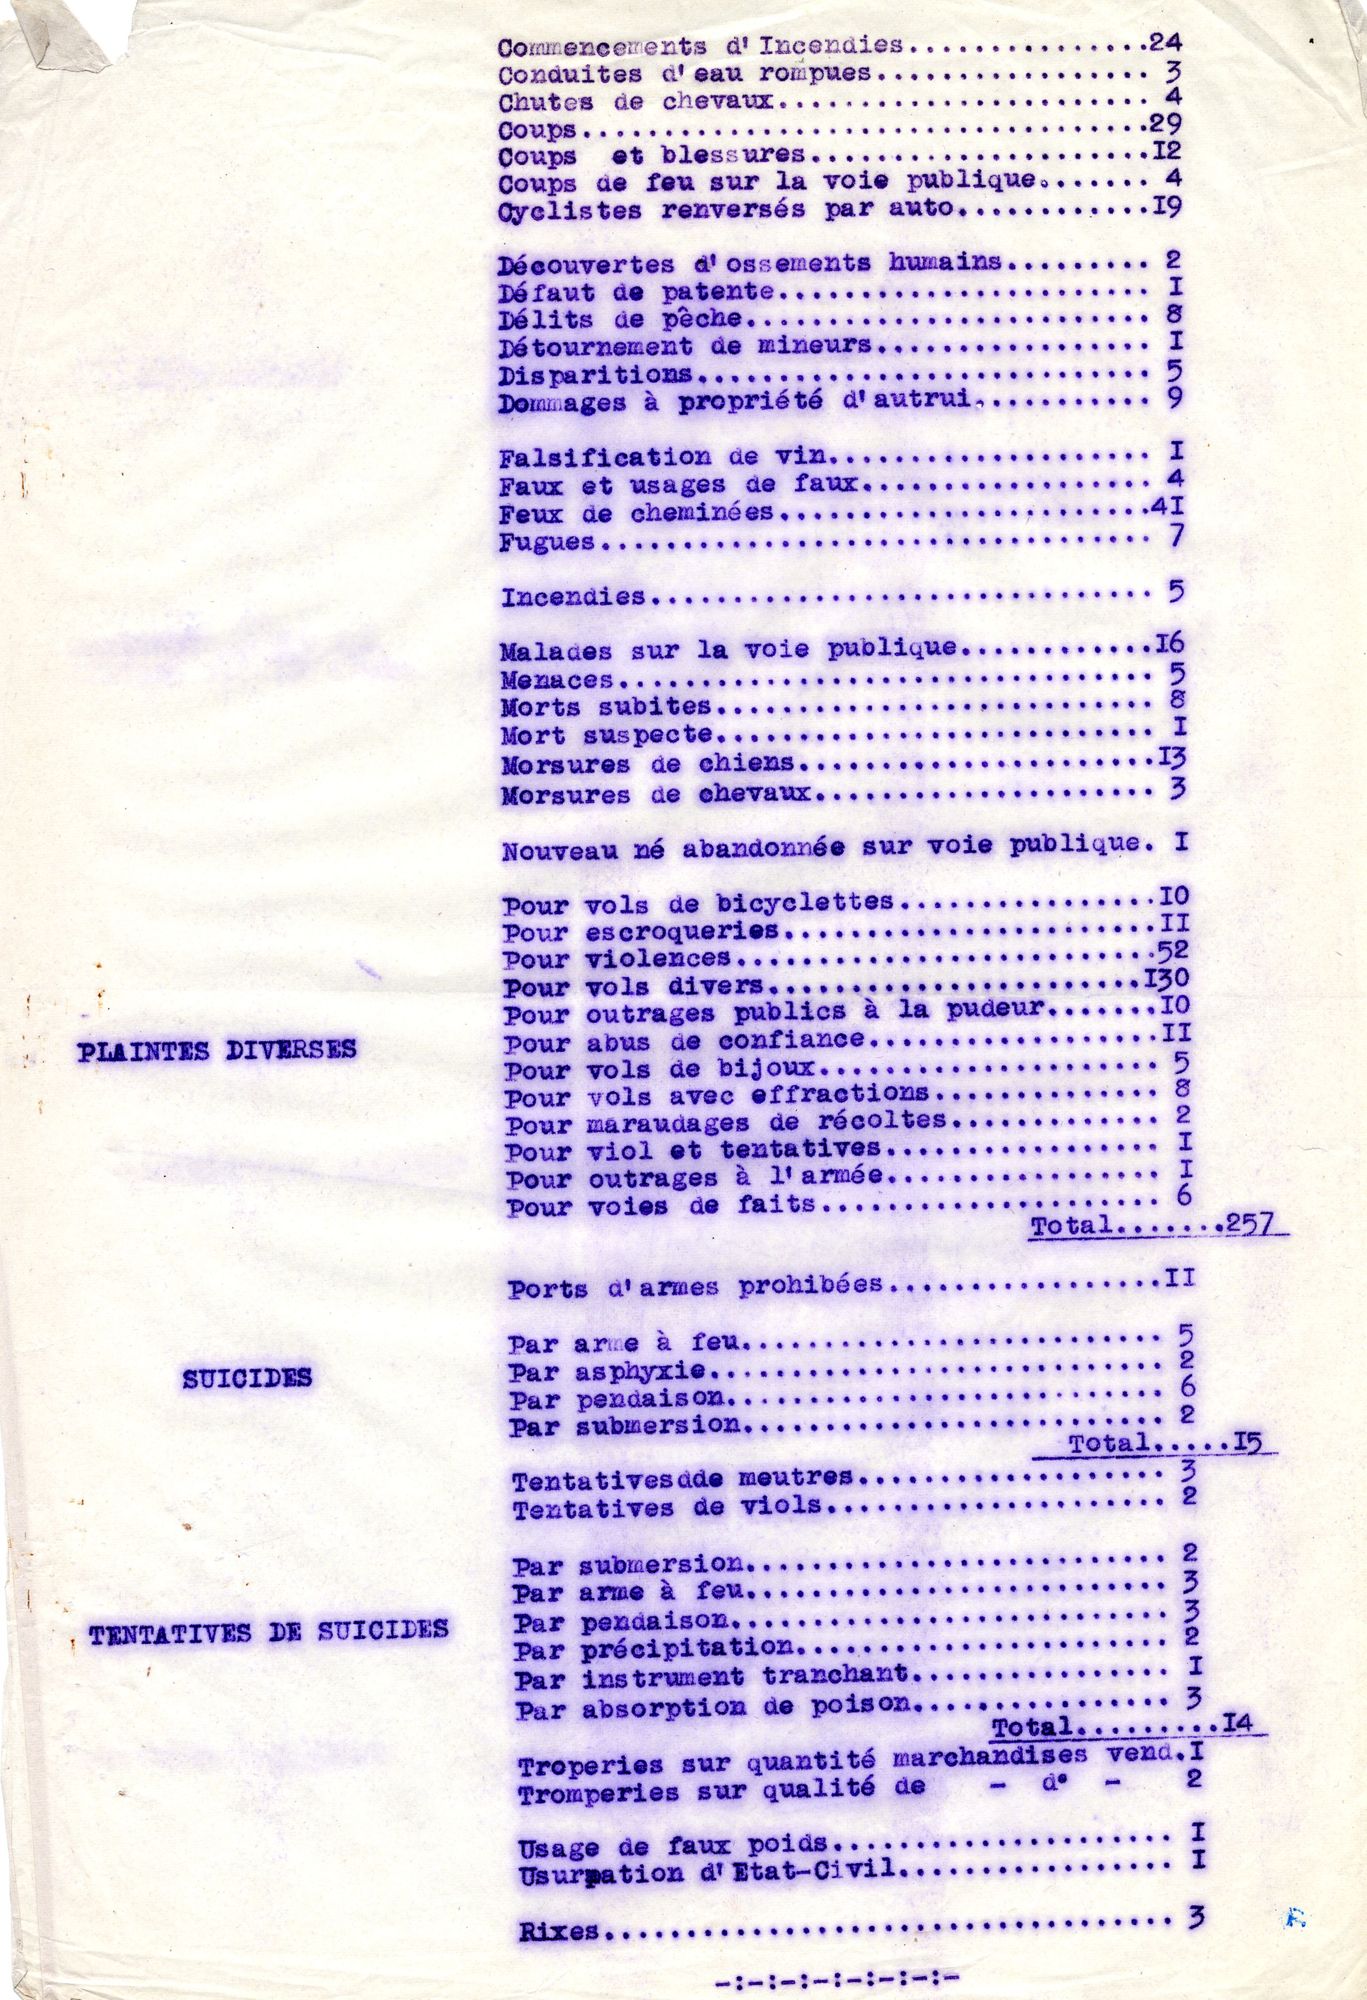 Commencements d'Incendies...............24
Conduites d'eau rompues................. 3
Chutes de chevaux....................... 4
Coups...................................29
Coups  et blessures.....................I2
Coups de feu sur la voie publique....... 4
Cyclistes renversés par auto............I9
Découvertes d'ossements humains......... 2
Défaut de patente....................... I
Délits de pêche......................... 8
Détournement de mineurs................. I
Disparitions............................ 5
Dommages à propriété d'autrui........... 9
Falsification de vin.................... I
Faux et usages de faux.................. 4
Feux de cheminées.......................4I
Fugues.................................. 7
Incendies............................... 5
Malades sur la voie publique............I6
Menaces................................. 5
Morts subites........................... 8
Mort suspecte........................... I
Morsures de chiens......................I3
Morsures de chevaux..................... 3
Nouveau né abandonnée sur voie publique. I
Pour vols de bicyclettes................I0
Pour escroqueries.......................II
Pour violences..........................52
Pour vols divers.......................I30
Pour outrages publics à la pudeur.......I0
PLAINTES DIVERSES
Pour abus de confiance..................II
Pour vols de bijoux..................... 5
Pour vols avec effractions.............. 8
Pour maraudages de récoltes............. 2
Pour viol et tentatives................. I
Pour outrages à l'armée................. I
Pour voies de faits..................... 6
Total.......257
Ports d'armes prohibées.................II
Par arme à feu.......................... 5
SUICIDES
Par asphyxie............................ 2
Par pendaison........................... 6
Par submersion.......................... 2
Total.....I5
Tentativesdde meutres................... 3
Tentatives de viols..................... 2
Par submersion.......................... 2
Par arme à feu.......................... 3
TENTATIVES DE SUICIDES
Par pendaison........................... 3
Par précipitation....................... 2
Par instrument tranchant................ I
Par absorption de poison................ 3
Total.........I4
Troperies sur quantité marchandises vend.I
Tromperies sur qualité de    -  d°  -    2
Usage de faux poids..................... I
Usurpation d'Etat-Civil................. I
Rixes................................... 3
-:-:-:-:-:-:-:-